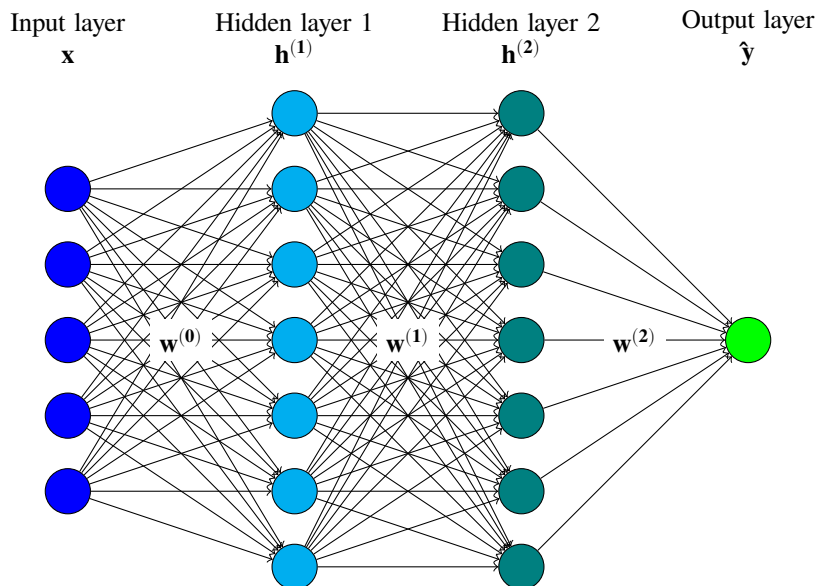 Input layer
x
Hidden layer 1
h⁽¹⁾
Hidden layer 2
h⁽²⁾
Output layer
ŷ
w⁽⁰⁾
w⁽¹⁾
w⁽²⁾